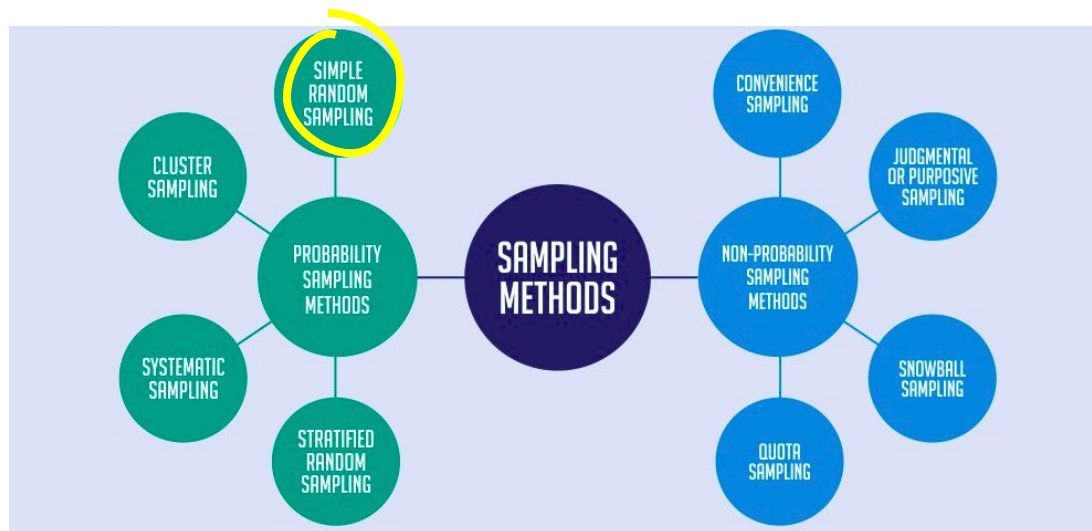 SIMPLE
RANDOM
SAMPLING
CLUSTER
SAMPLING
PROBABILITY
SAMPLING
METHODS
SYSTEMATIC
SAMPLING
STRATIFIED
RANDOM
SAMPLING
SAMPLING
METHODS
CONVENIENCE
SAMPLING
JUDGMENTAL
OR PURPOSIVE
SAMPLING
NON-PROBABILITY
SAMPLING
METHODS
SNOWBALL
SAMPLING
QUOTA
SAMPLING